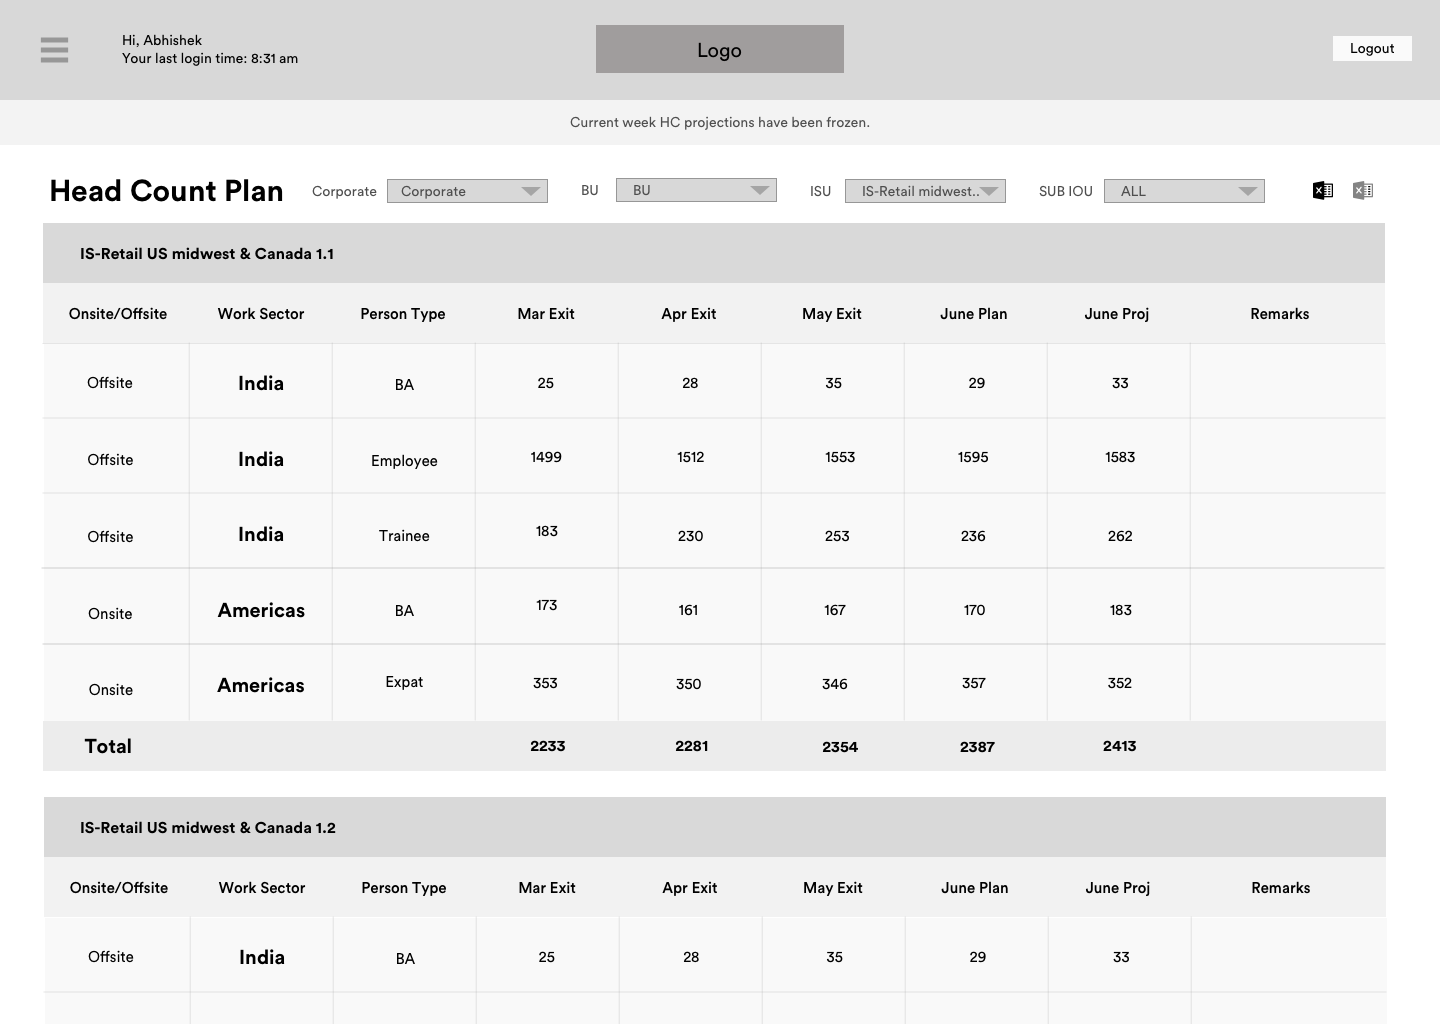 Hi, Abhishek
Your last login time: 8:31 am
Logo
Logout
Current week HC projections have been frozen.
Head Count Plan Corporate Corporate BU BU ISU IS-Retail midwest.. SUB IOU ALL
IS-Retail US midwest & Canada 1.1
Onsite/Offsite Work Sector Person Type Mar Exit Apr Exit May Exit June Plan June Proj Remarks
Offsite India BA 25 28 35 29 33
Offsite India Employee 1499 1512 1553 1595 1583
Offsite India Trainee 183 230 253 236 262
Onsite Americas BA 173 161 167 170 183
Onsite Americas Expat 353 350 346 357 352
Total 2233 2281 2354 2387 2413
IS-Retail US midwest & Canada 1.2
Onsite/Offsite Work Sector Person Type Mar Exit Apr Exit May Exit June Plan June Proj Remarks
Offsite India BA 25 28 35 29 33